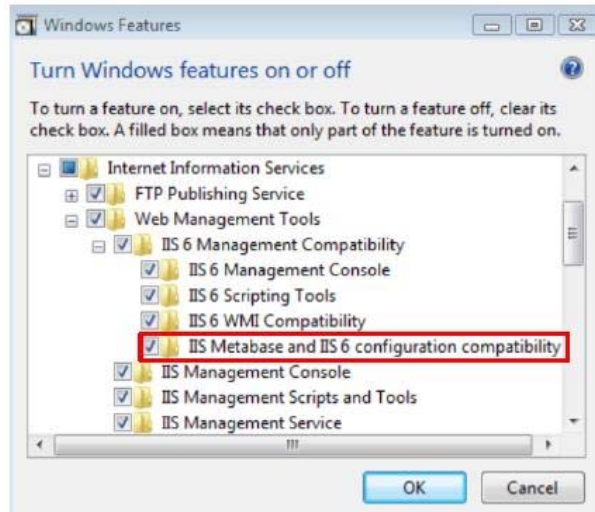 Windows Features
Turn Windows features on or off
To turn a feature on, select its check box. To turn a feature off, clear its
check box. A filled box means that only part of the feature is turned on.
Internet Information Services
FTP Publishing Service
Web Management Tools
IIS 6 Management Compatibility
IIS 6 Management Console
IIS 6 Scripting Tools
IIS 6 WMI Compatibility
IIS Metabase and IIS 6 configuration compatibility
IIS Management Console
IIS Management Scripts and Tools
IIS Management Service
OK Cancel